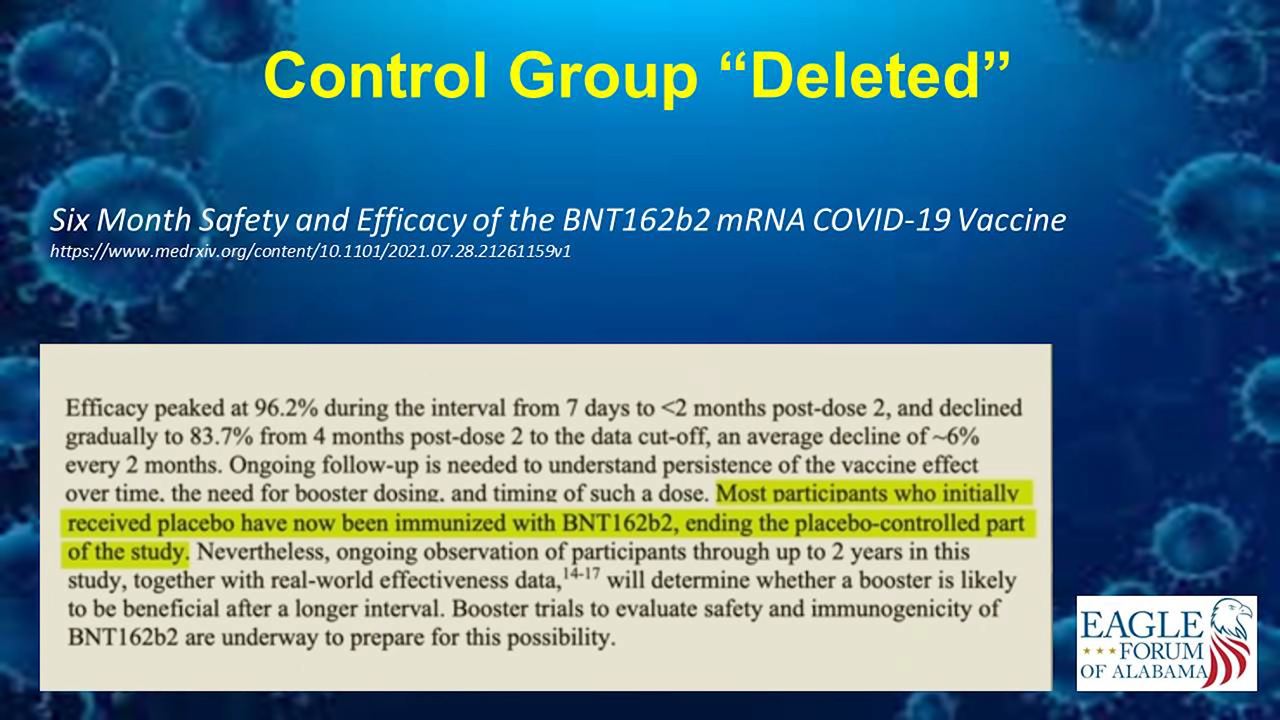 Control Group “Deleted”
Six Month Safety and Efficacy of the BNT162b2 mRNA COVID-19 Vaccine
https://www.medrxiv.org/content/10.1101/2021.07.28.21261159v1
Efficacy peaked at 96.2% during the interval from 7 days to <2 months post-dose 2, and declined
gradually to 83.7% from 4 months post-dose 2 to the data cut-off, an average decline of ~6%
every 2 months. Ongoing follow-up is needed to understand persistence of the vaccine effect
over time, the need for booster dosing, and timing of such a dose. Most participants who initially
received placebo have now been immunized with BNT162b2, ending the placebo-controlled part
of the study. Nevertheless, ongoing observation of participants through up to 2 years in this
study, together with real-world effectiveness data,14-17 will determine whether a booster is likely
to be beneficial after a longer interval. Booster trials to evaluate safety and immunogenicity of
BNT162b2 are underway to prepare for this possibility.
EAGLE
FORUM
OF ALABAMA